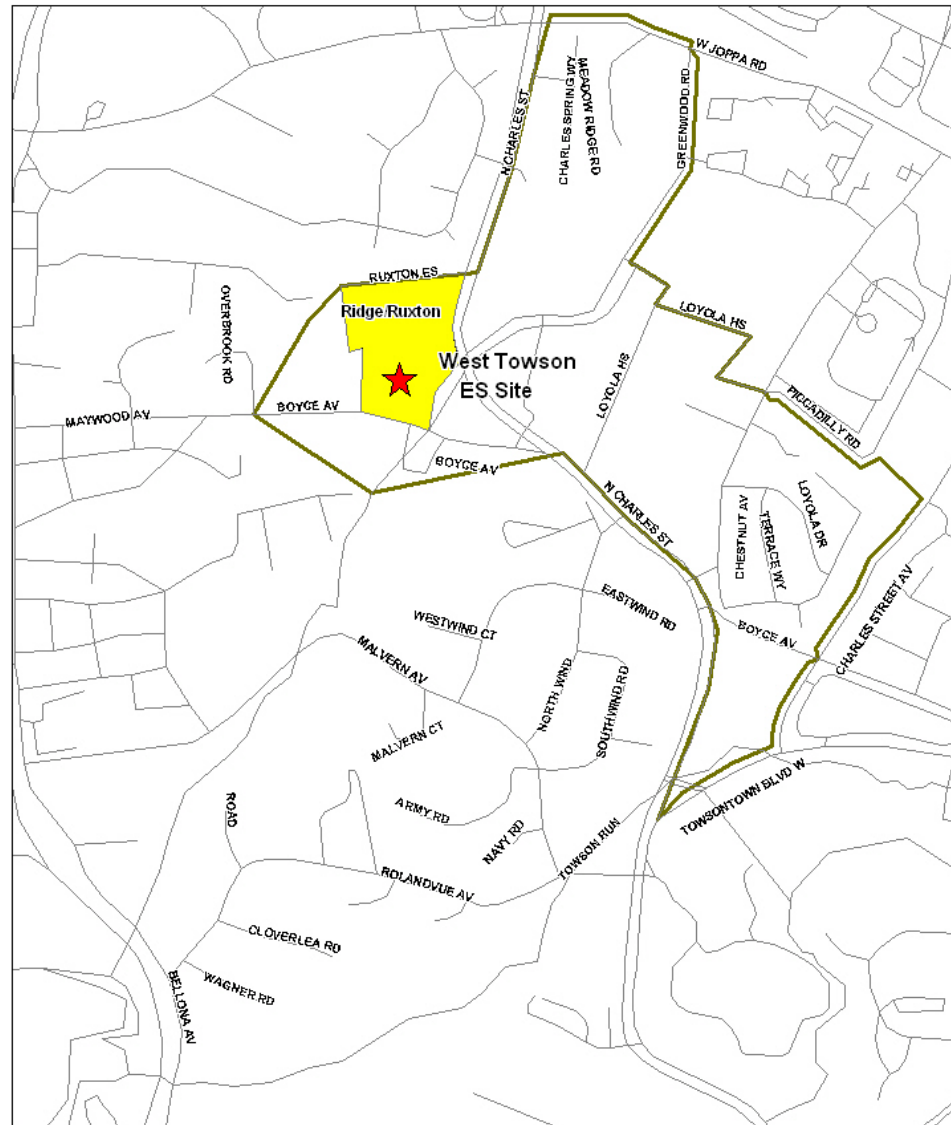 W JOPPA RD
MEADOW RIDGE RD
CHARLES SPRING WY
GREENWOOD RD
N CHARLES ST
RUXTON ES
Ridge/Ruxton
OVERBROOK RD
LOYOLA HS
West Towson
ES Site
LOYOLA HS
PICCADILLY RD
BOYCE AV
MAYWOOD AV
BOYCE AV
N CHARLES ST
LOYOLA DR
CHESTNUT AV
TERRACE WY
EASTWIND RD
WESTWIND CT
BOYCE AV
CHARLES STREET AV
MALVERN AV
NORTH WIND
SOUTHWIND RD
MALVERN CT
TOWSONTOWN BLVD W
ROAD
ARMY RD
NAVY RD
TOWSON RUN
ROLANDVUE AV
CLOVERLEA RD
WAGNER RD
BELLONA AV